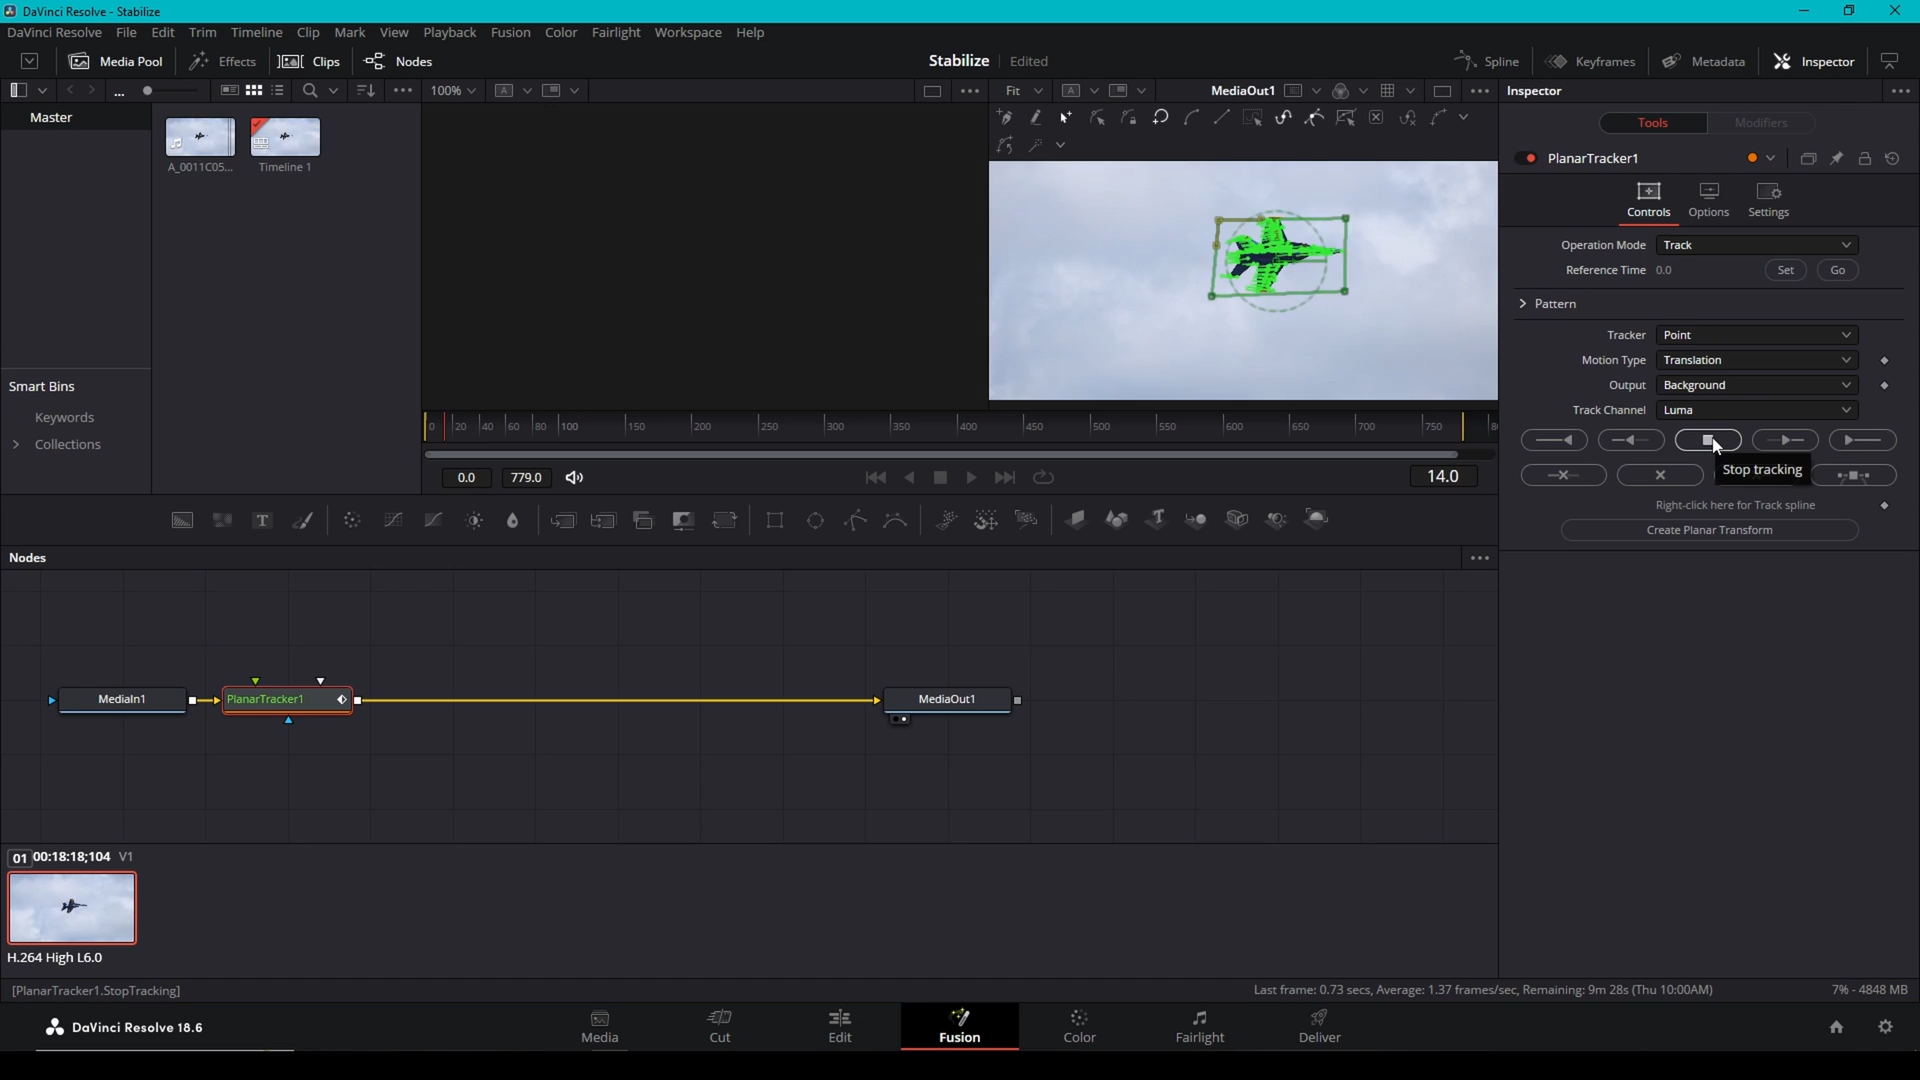 DaVinci Resolve - Stabilize
DaVinci Resolve File Edit Trim Timeline Clip Mark View Playback Fusion Color Fairlight Workspace Help
Media Pool Effects Clips Nodes Stabilize Edited Spline Keyframes Metadata Inspector
... 100% A Fit A MediaOut1 Inspector
Master
Tools Modifiers
A_0011C05... Timeline 1
PlanarTracker1
Controls Options Settings
Operation Mode Track
Reference Time 0.0 Set Go
Pattern
Tracker Point
Motion Type Translation
Output Background
Track Channel Luma
Stop tracking
Right-click here for Track spline
Create Planar Transform
Smart Bins
Keywords
Collections
0 20 40 60 80 100 150 200 250 300 350 400 450 500 550 600 650 700 750 8
0.0 779.0 14.0
T T
Nodes
MediaIn1 PlanarTracker1 MediaOut1
01 00:18:18;104 V1
H.264 High L6.0
[PlanarTracker1.StopTracking] Last frame: 0.73 secs, Average: 1.37 frames/sec, Remaining: 9m 28s (Thu 10:00AM) 7% - 4848 MB
DaVinci Resolve 18.6 Media Cut Edit Fusion Color Fairlight Deliver